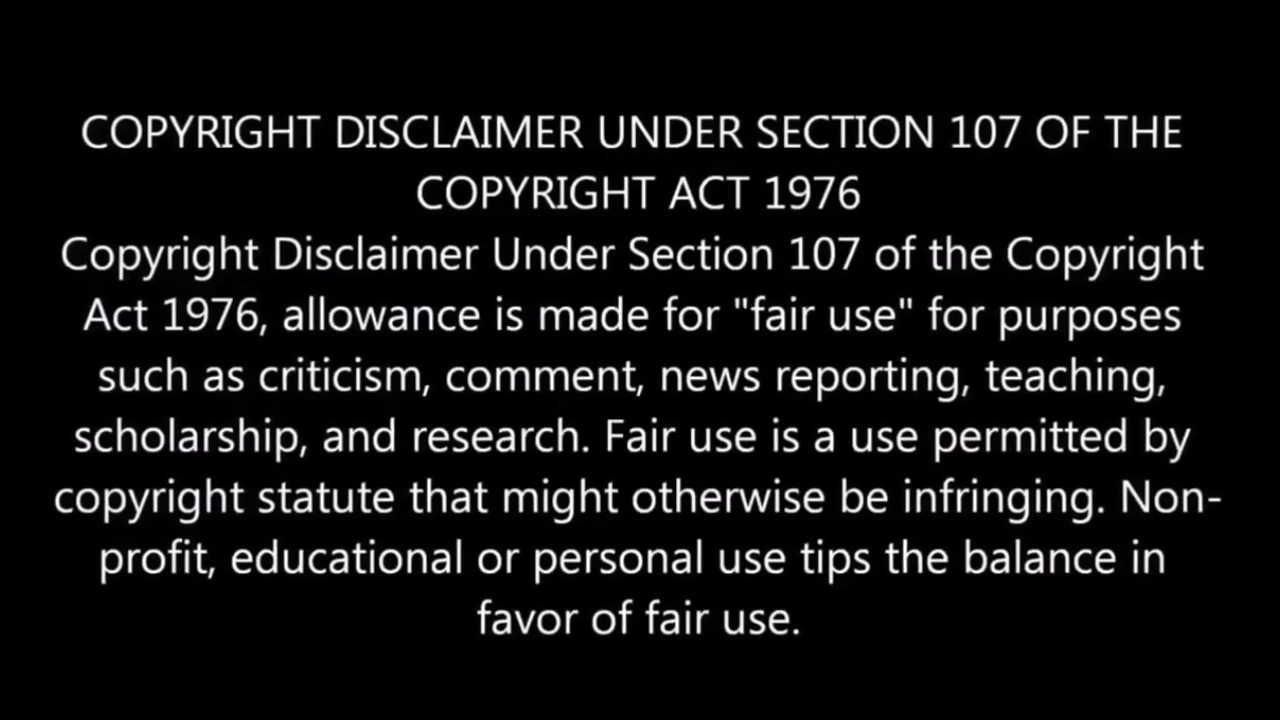 COPYRIGHT DISCLAIMER UNDER SECTION 107 OF THE
COPYRIGHT ACT 1976
Copyright Disclaimer Under Section 107 of the Copyright
Act 1976, allowance is made for "fair use" for purposes
such as criticism, comment, news reporting, teaching,
scholarship, and research. Fair use is a use permitted by
copyright statute that might otherwise be infringing. Non-
profit, educational or personal use tips the balance in
favor of fair use.